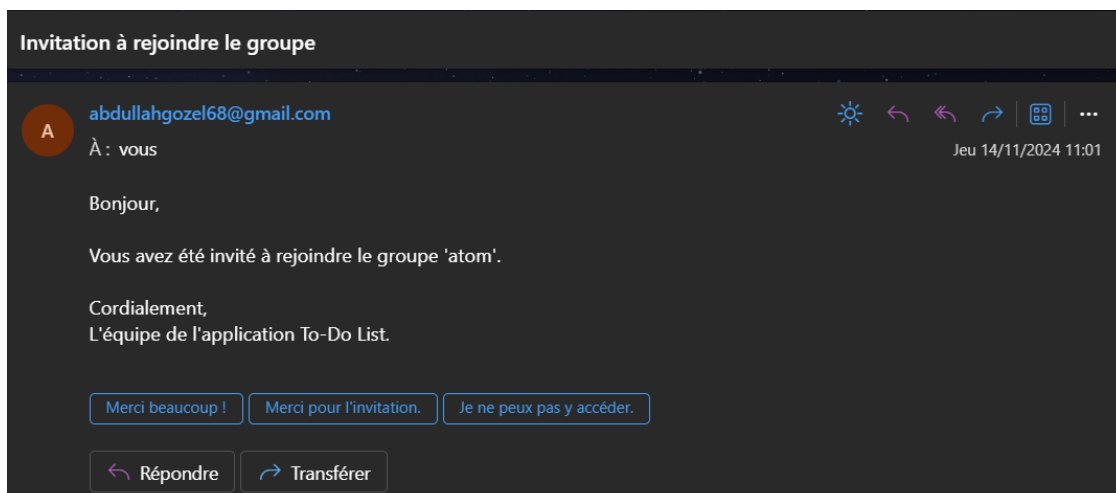 Invitation à rejoindre le groupe
A
abdullahgozel68@gmail.com
À : vous
Jeu 14/11/2024 11:01
Bonjour,
Vous avez été invité à rejoindre le groupe 'atom'.
Cordialement,
L'équipe de l'application To-Do List.
Merci beaucoup !
Merci pour l'invitation.
Je ne peux pas y accéder.
Répondre
Transférer